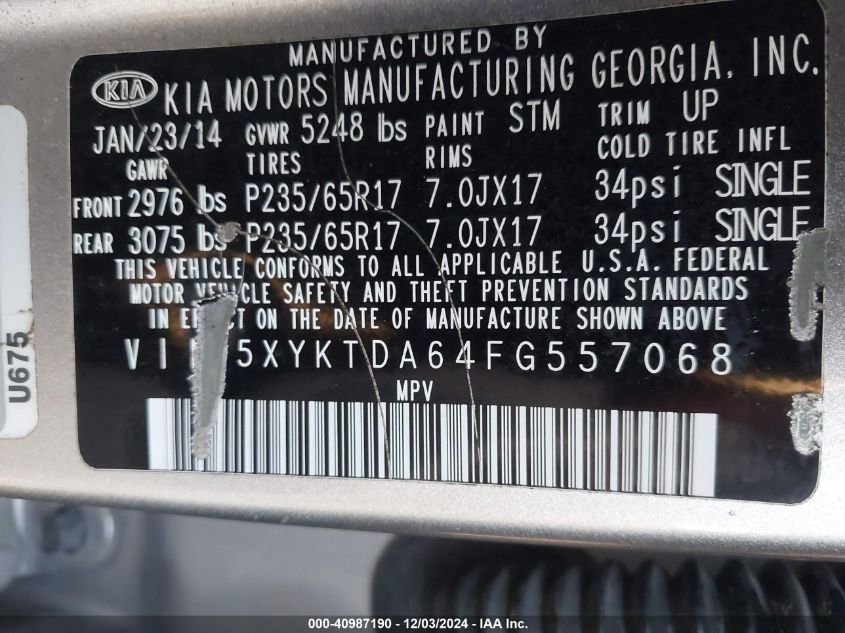 MANUFACTURED BY
KIA KIA MOTORS MANUFACTURING GEORGIA, INC.
JAN/23/14 GVWR 5248 lbs PAINT STM TRIM UP
GAWR TIRES RIMS COLD TIRE INFL
FRONT 2976 lbs P235/65R17 7.0JX17 34psi SINGLE
REAR 3075 lbs P235/65R17 7.0JX17 34psi SINGLE
THIS VEHICLE CONFORMS TO ALL APPLICABLE U.S.A. FEDERAL
MOTOR VEHICLE SAFETY AND THEFT PREVENTION STANDARDS
IN EFFECT ON THE DATE OF MANUFACTURE SHOWN ABOVE
VIN 5XYKTDA64FG557068
MPV
U675
000-40987190 - 12/03/2024 - IAA Inc.